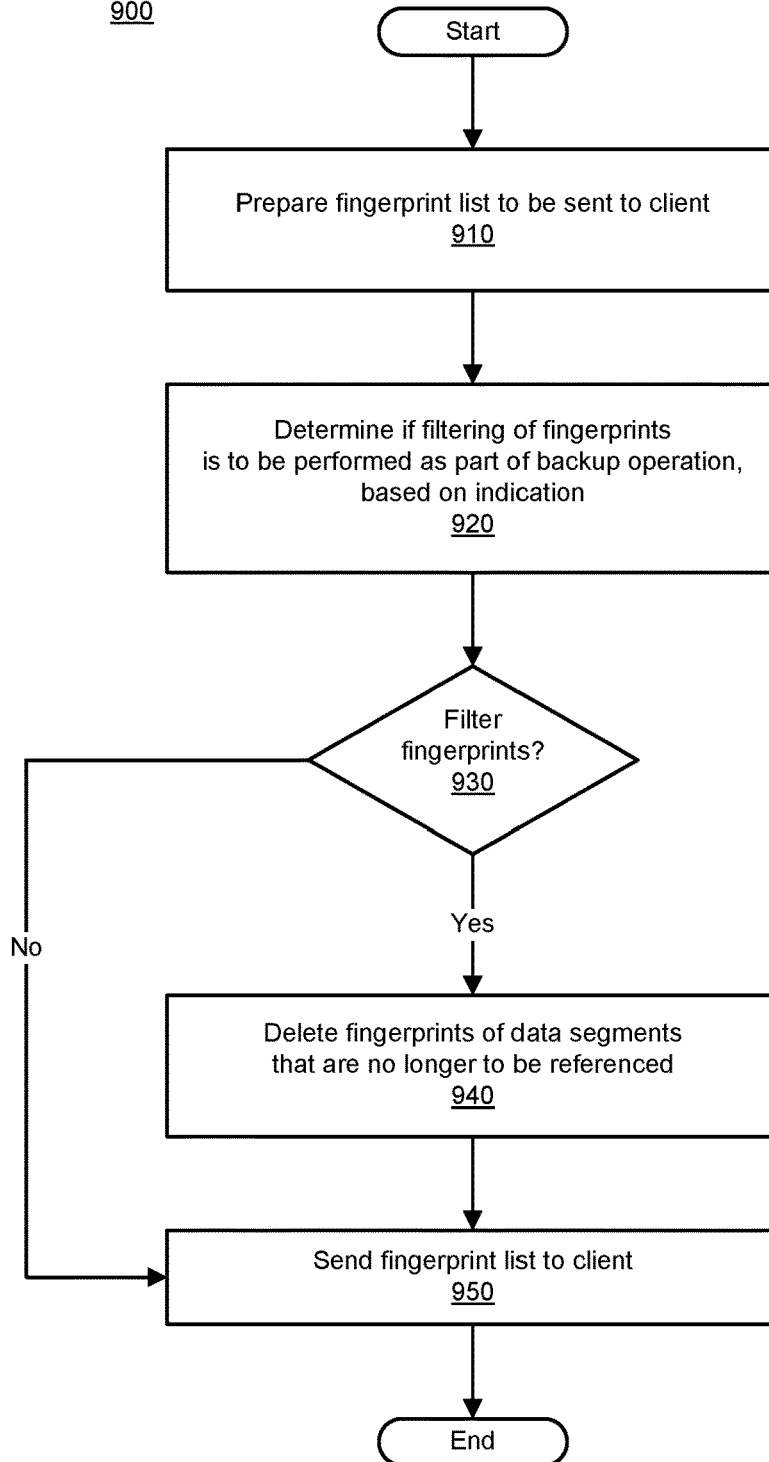 900
Start
Prepare fingerprint list to be sent to client
910
Determine if filtering of fingerprints
is to be performed as part of backup operation,
based on indication
920
Filter
fingerprints?
930
Yes
No
Delete fingerprints of data segments
that are no longer to be referenced
940
Send fingerprint list to client
950
End